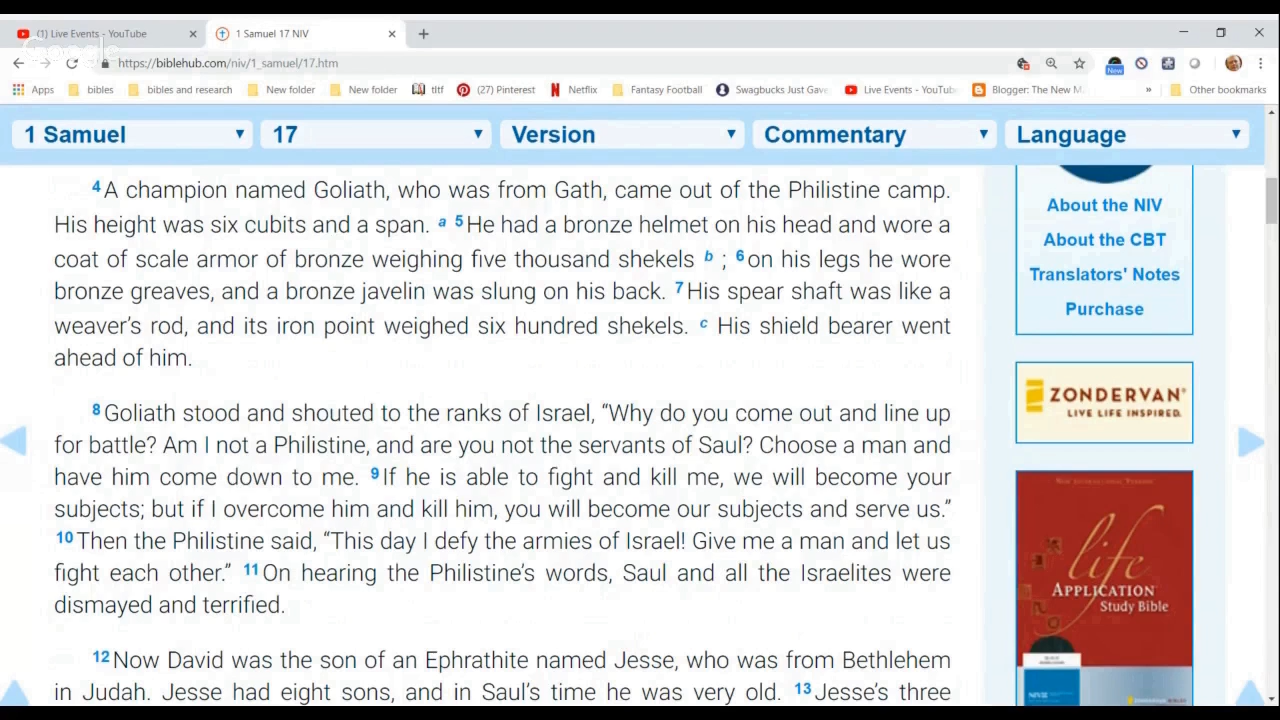 (1) Live Events - YouTube
1 Samuel 17 NIV
Google
https://biblehub.com/niv/1_samuel/17.htm
New
Apps
bibles
bibles and research
New folder
New folder
tltf
(27) Pinterest
Netflix
Fantasy Football
Swagbucks Just Gave
Live Events - YouTube
Blogger: The New M
»
Other bookmarks
1 Samuel
17
Version
Commentary
Language
4 A champion named Goliath, who was from Gath, came out of the Philistine camp.
His height was six cubits and a span. a 5 He had a bronze helmet on his head and wore a
coat of scale armor of bronze weighing five thousand shekels b ; 6 on his legs he wore
bronze greaves, and a bronze javelin was slung on his back. 7 His spear shaft was like a
weaver’s rod, and its iron point weighed six hundred shekels. c His shield bearer went
ahead of him.
8 Goliath stood and shouted to the ranks of Israel, “Why do you come out and line up
for battle? Am I not a Philistine, and are you not the servants of Saul? Choose a man and
have him come down to me. 9 If he is able to fight and kill me, we will become your
subjects; but if I overcome him and kill him, you will become our subjects and serve us.”
10 Then the Philistine said, “This day I defy the armies of Israel! Give me a man and let us
fight each other.” 11 On hearing the Philistine’s words, Saul and all the Israelites were
dismayed and terrified.
12 Now David was the son of an Ephrathite named Jesse, who was from Bethlehem
in Judah. Jesse had eight sons, and in Saul’s time he was very old. 13 Jesse’s three
About the NIV
About the CBT
Translators' Notes
Purchase
ZONDERVAN
LIVE LIFE INSPIRED.
NEW INTERNATIONAL VERSION
life
APPLICATION
Study Bible
NIV